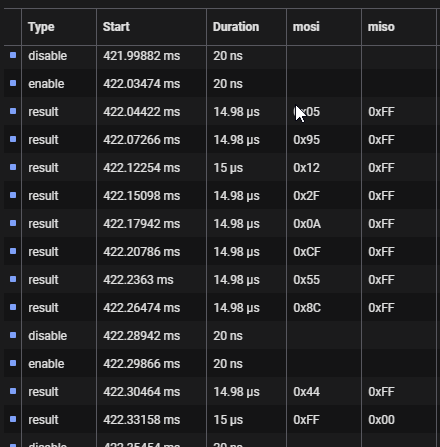 Type Start Duration mosi miso
disable 421.99882 ms 20 ns
enable 422.03474 ms 20 ns
result 422.04422 ms 14.98 µs 0x05 0xFF
result 422.07266 ms 14.98 µs 0x95 0xFF
result 422.12254 ms 15 µs 0x12 0xFF
result 422.15098 ms 14.98 µs 0x2F 0xFF
result 422.17942 ms 14.98 µs 0x0A 0xFF
result 422.20786 ms 14.98 µs 0xCF 0xFF
result 422.2363 ms 14.98 µs 0x55 0xFF
result 422.26474 ms 14.98 µs 0x8C 0xFF
disable 422.28942 ms 20 ns
enable 422.29866 ms 20 ns
result 422.30464 ms 14.98 µs 0x44 0xFF
result 422.33158 ms 15 µs 0xFF 0x00
disable 422.35454 ms 20 ns